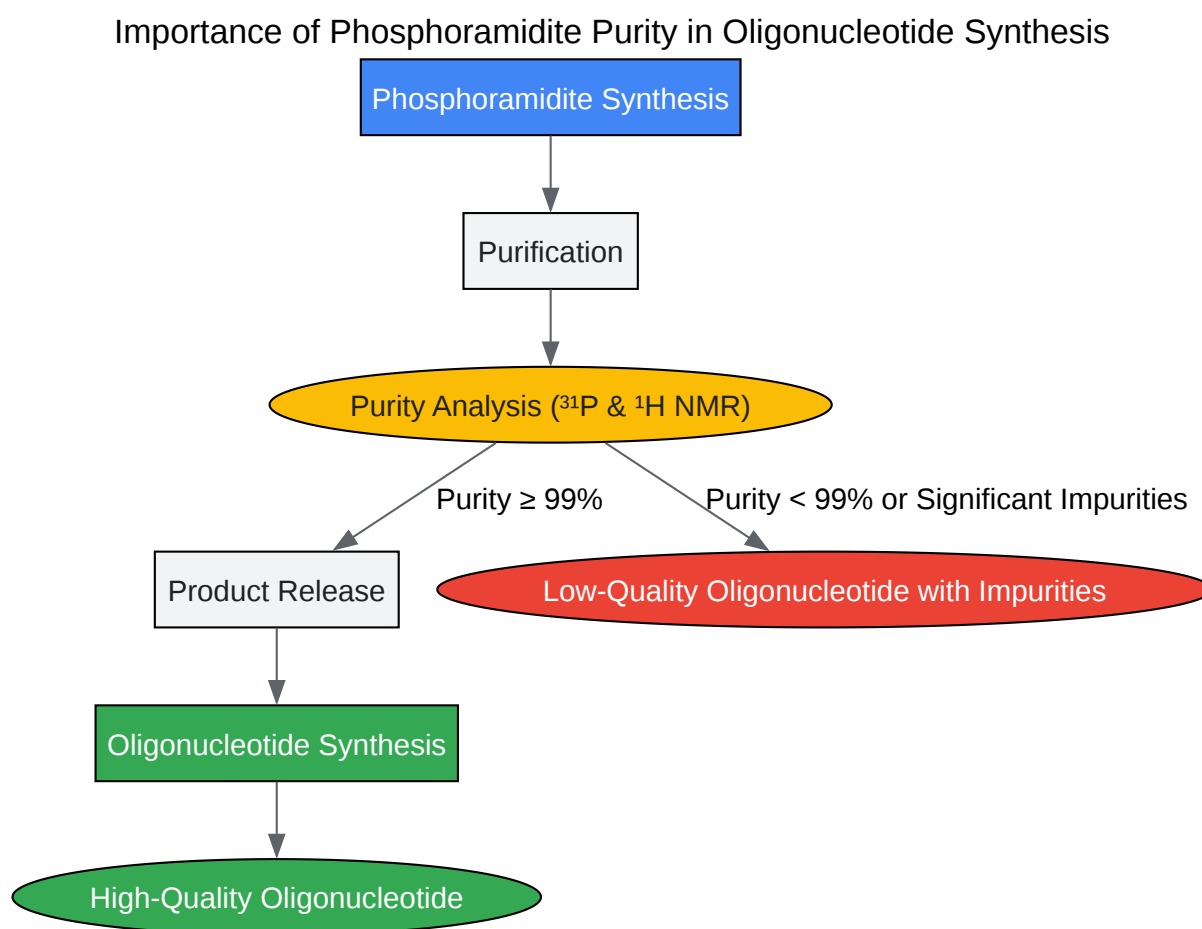 Importance of Phosphoramidite Purity in Oligonucleotide Synthesis
Phosphoramidite Synthesis
Purification
Purity Analysis (³¹P & ¹H NMR)
Purity ≥ 99%
Purity < 99% or Significant Impurities
Product Release
Low-Quality Oligonucleotide with Impurities
Oligonucleotide Synthesis
High-Quality Oligonucleotide